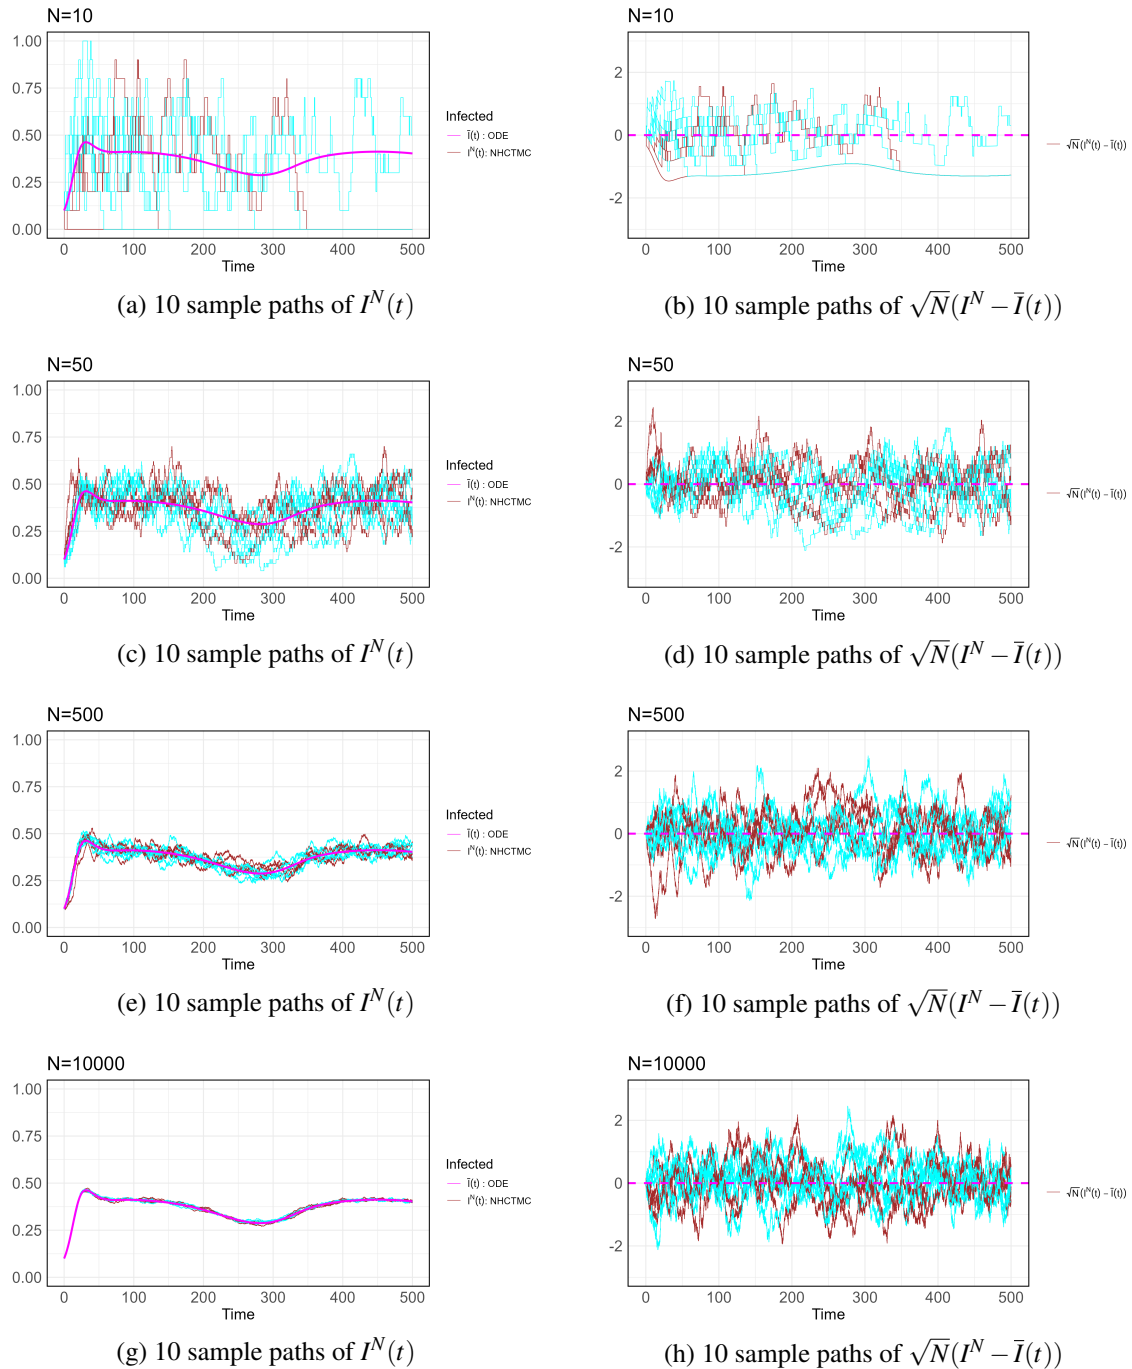 N=10
1.00
0.75
0.50
0.25
0.00
0 100 200 300 400 500
Time
Infected
Ī(t) : ODE
I^N(t): NHCTMC
(a) 10 sample paths of I^N(t)
N=10
2
0
-2
0 100 200 300 400 500
Time
√N(I^N(t) − Ī(t))
(b) 10 sample paths of √N(I^N − Ī(t))
N=50
1.00
0.75
0.50
0.25
0.00
0 100 200 300 400 500
Time
Infected
Ī(t) : ODE
I^N(t): NHCTMC
(c) 10 sample paths of I^N(t)
N=50
2
0
-2
0 100 200 300 400 500
Time
√N(I^N(t) − Ī(t))
(d) 10 sample paths of √N(I^N − Ī(t))
N=500
1.00
0.75
0.50
0.25
0.00
0 100 200 300 400 500
Time
Infected
Ī(t) : ODE
I^N(t): NHCTMC
(e) 10 sample paths of I^N(t)
N=500
2
0
-2
0 100 200 300 400 500
Time
√N(I^N(t) − Ī(t))
(f) 10 sample paths of √N(I^N − Ī(t))
N=10000
1.00
0.75
0.50
0.25
0.00
0 100 200 300 400 500
Time
Infected
Ī(t) : ODE
I^N(t): NHCTMC
(g) 10 sample paths of I^N(t)
N=10000
2
0
-2
0 100 200 300 400 500
Time
√N(I^N(t) − Ī(t))
(h) 10 sample paths of √N(I^N − Ī(t))